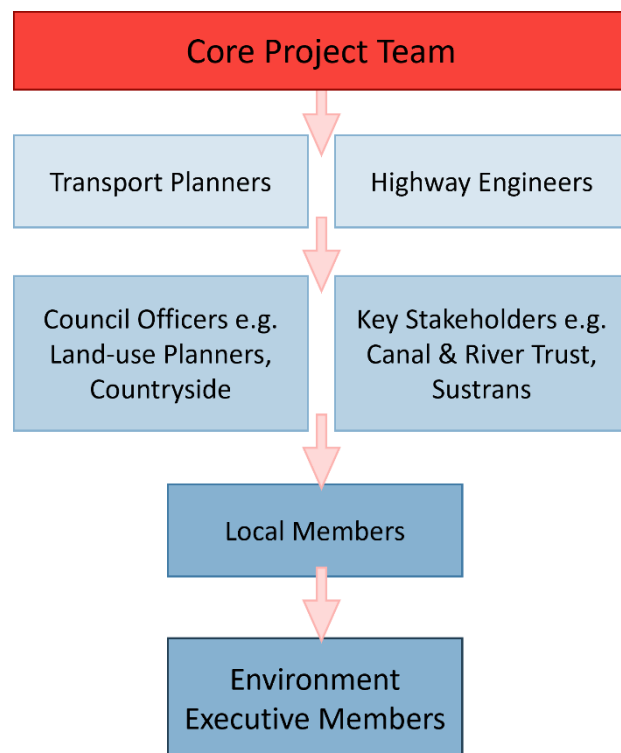 Core Project Team
Transport Planners
Highway Engineers
Council Officers e.g.
Land-use Planners,
Countryside
Key Stakeholders e.g.
Canal & River Trust,
Sustrans
Local Members
Environment
Executive Members